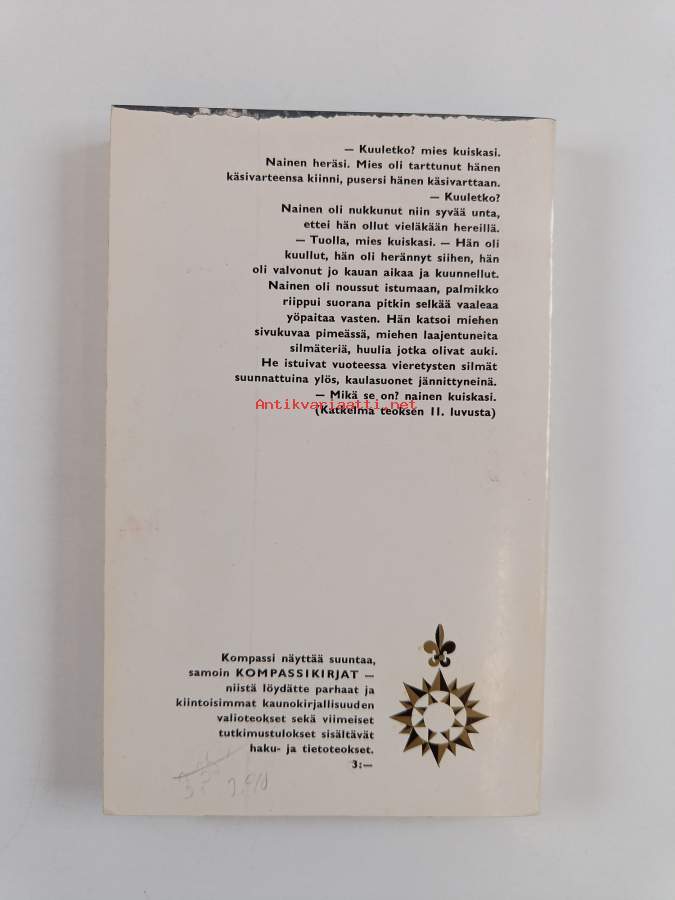 — Kuuletko? mies kuiskasi.
Nainen heräsi. Mies oli tarttunut hänen
käsivarteensa kiinni, pusersi hänen käsivarttaan.
— Kuuletko?
Nainen oli nukkunut niin syvää unta,
ettei hän ollut vieläkään hereillä.
— Tuolla, mies kuiskasi. — Hän oli
kuullut, hän oli herännyt siihen, hän
oli valvonut jo kauan aikaa ja kuunnellut.
Nainen oli noussut istumaan, palmikko
riippui suorana pitkin selkää vaaleaa
yöpaitaa vasten. Hän katsoi miehen
sivukuvaa pimeässä, miehen laajentuneita
silmäteriä, huulia jotka olivat auki.
He istuivat vuoteessa vieretysten silmät
suunnattuina ylös, kaulasuonet jännittyneinä.
— Mikä se on? nainen kuiskasi.
Antikvariaatti.net
(Katkelma teoksen 11. luvusta)
Kompassi näyttää suuntaa,
samoin KOMPASSIKIRJAT —
niistä löydätte parhaat ja
kiintoisimmat kaunokirjallisuuden
valioteokset sekä viimeiset
tutkimustulokset sisältävät
haku- ja tietoteokset.
3:—